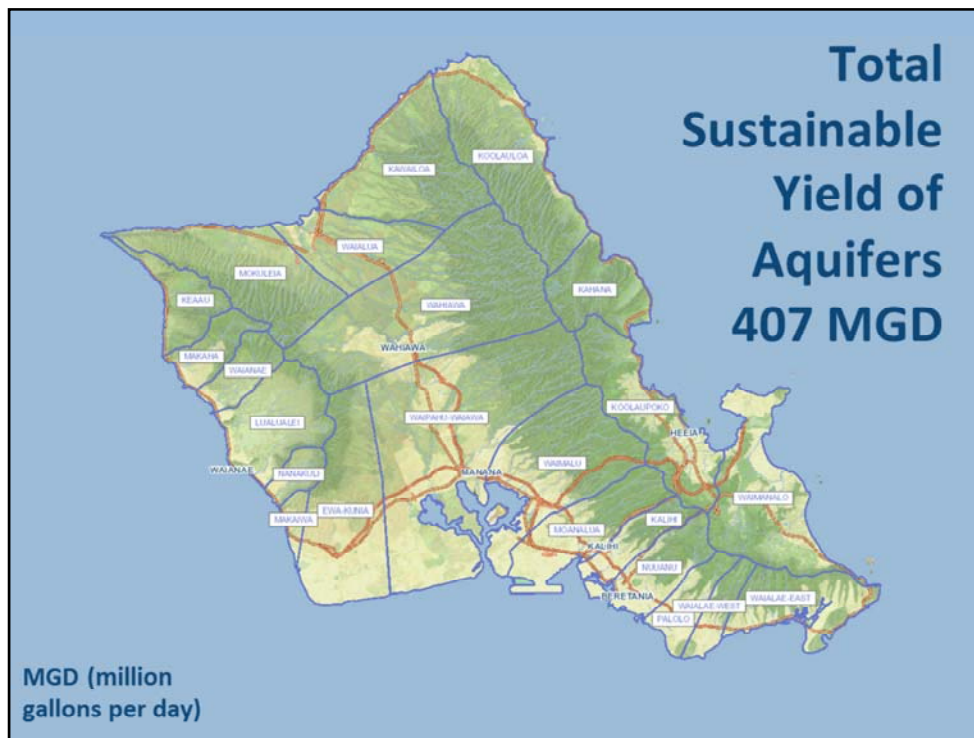 Total
Sustainable
Yield of
Aquifers
407 MGD
KOOLAULOA
KAWAILOA
WAIALUA
MOKULEIA
KEAAU
KAHANA
WAHIAWA
WAHIAWA
MAKAHA
WAIANAE
KOOLAUPOKO
LUALUALEI
WAIPAHU-WAIAWA
HEEIA
WAIMALU
WAIANAE
NANAKULI
MANANA
WAIMANALO
EWA-KUNIA
MAKAIWA
KALIHI
MOANALUA
KALIHI
NUUANU
BERETANIA
WAIALAE-EAST
WAIALAE-WEST
PALOLO
MGD (million
gallons per day)